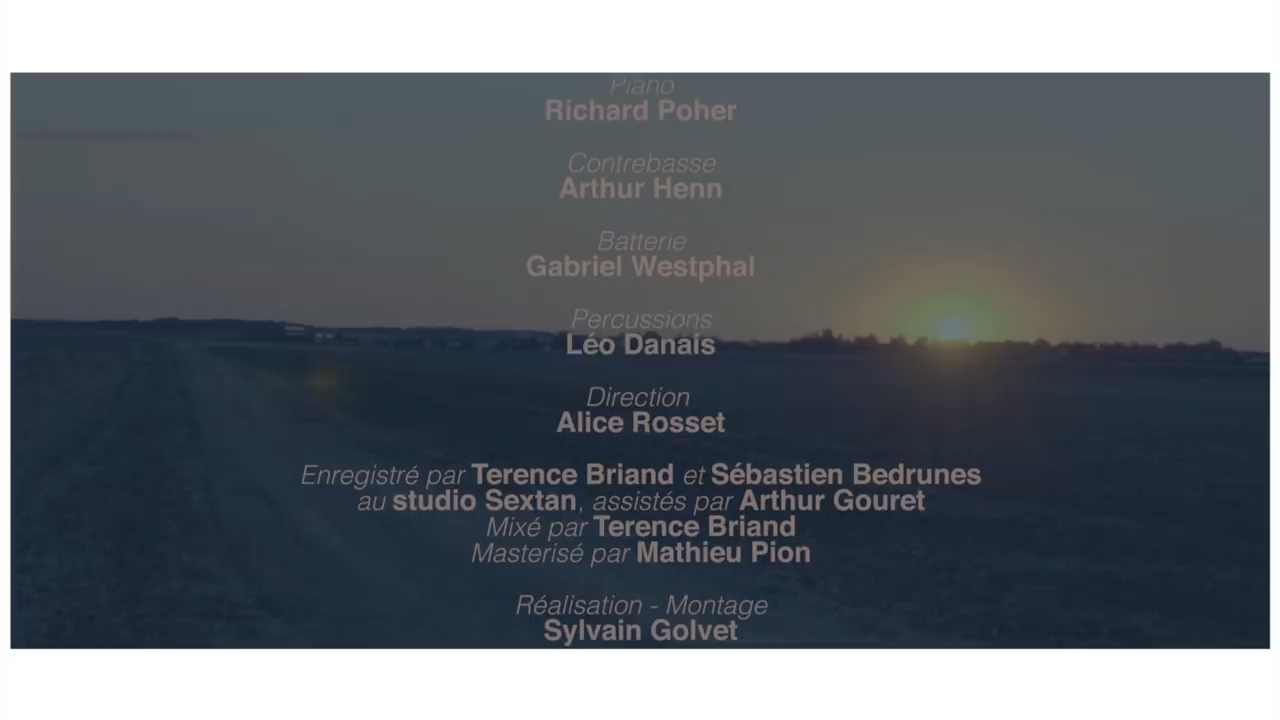 Piano
Richard Poher
Contrebasse
Arthur Henn
Batterie
Gabriel Westphal
Percussions
Léo Danais
Direction
Alice Rosset
Enregistré par Terence Briand et Sébastien Bedrunes
au studio Sextan, assistés par Arthur Gouret
Mixé par Terence Briand
Masterisé par Mathieu Pion
Réalisation - Montage
Sylvain Golvet